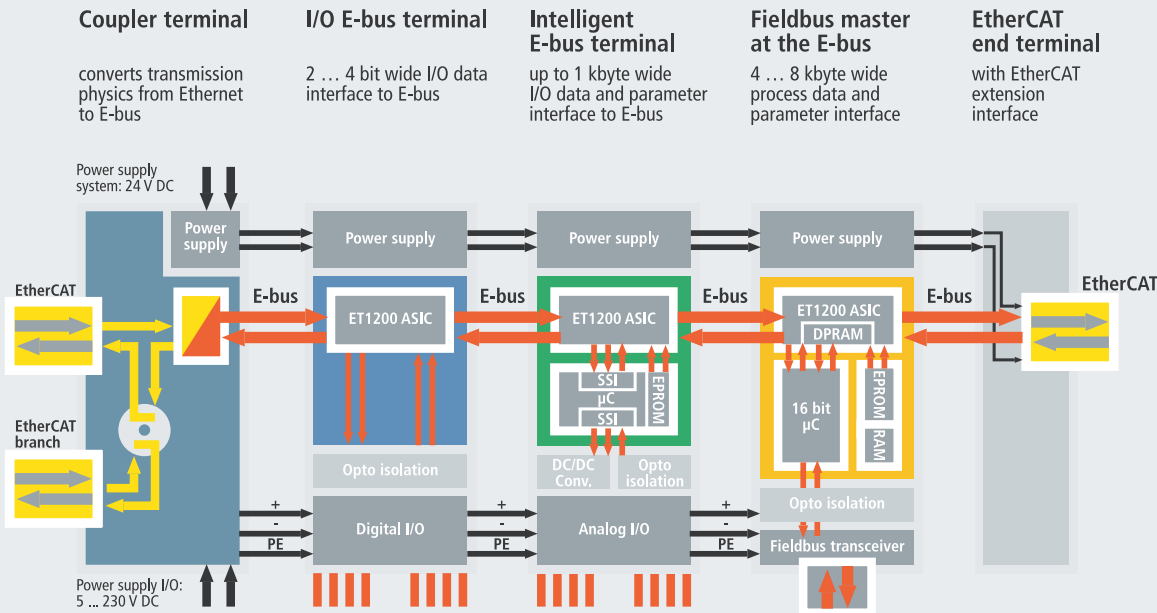 Coupler terminal
converts transmission
physics from Ethernet
to E-bus
I/O E-bus terminal
2 … 4 bit wide I/O data
interface to E-bus
Intelligent
E-bus terminal
up to 1 kbyte wide
I/O data and parameter
interface to E-bus
Fieldbus master
at the E-bus
4 … 8 kbyte wide
process data and
parameter interface
EtherCAT
end terminal
with EtherCAT
extension
interface
Power supply
system: 24 V DC
Power
supply
Power supply
Power supply
Power supply
EtherCAT
E-bus
E-bus
E-bus
E-bus
EtherCAT
ET1200 ASIC
ET1200 ASIC
ET1200 ASIC
DPRAM
SSI
µC
SSI
EPROM
16 bit
µC
EPROM
RAM
EtherCAT
branch
Opto isolation
DC/DC
Conv.
Opto
isolation
Opto isolation
+
-
PE
Digital I/O
+
-
PE
Analog I/O
+
-
PE
Fieldbus transceiver
Power supply I/O:
5 ... 230 V DC